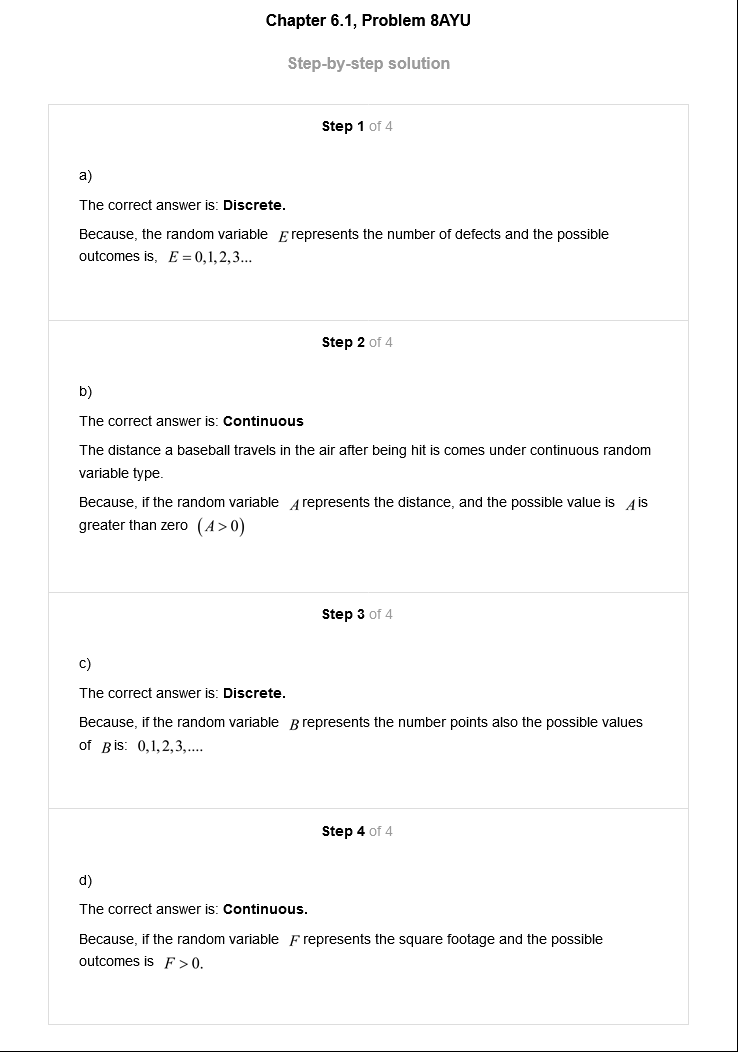 Chapter 6.1, Problem 8AYU
Step-by-step solution
Step 1 of 4
a)
The correct answer is: Discrete.
Because, the random variable E represents the number of defects and the possible
outcomes is, E = 0,1,2,3...
Step 2 of 4
b)
The correct answer is: Continuous
The distance a baseball travels in the air after being hit is comes under continuous random
variable type.
Because, if the random variable A represents the distance, and the possible value is A is
greater than zero (A > 0)
Step 3 of 4
c)
The correct answer is: Discrete.
Because, if the random variable B represents the number points also the possible values
of B is: 0,1,2,3,....
Step 4 of 4
d)
The correct answer is: Continuous.
Because, if the random variable F represents the square footage and the possible
outcomes is F > 0.